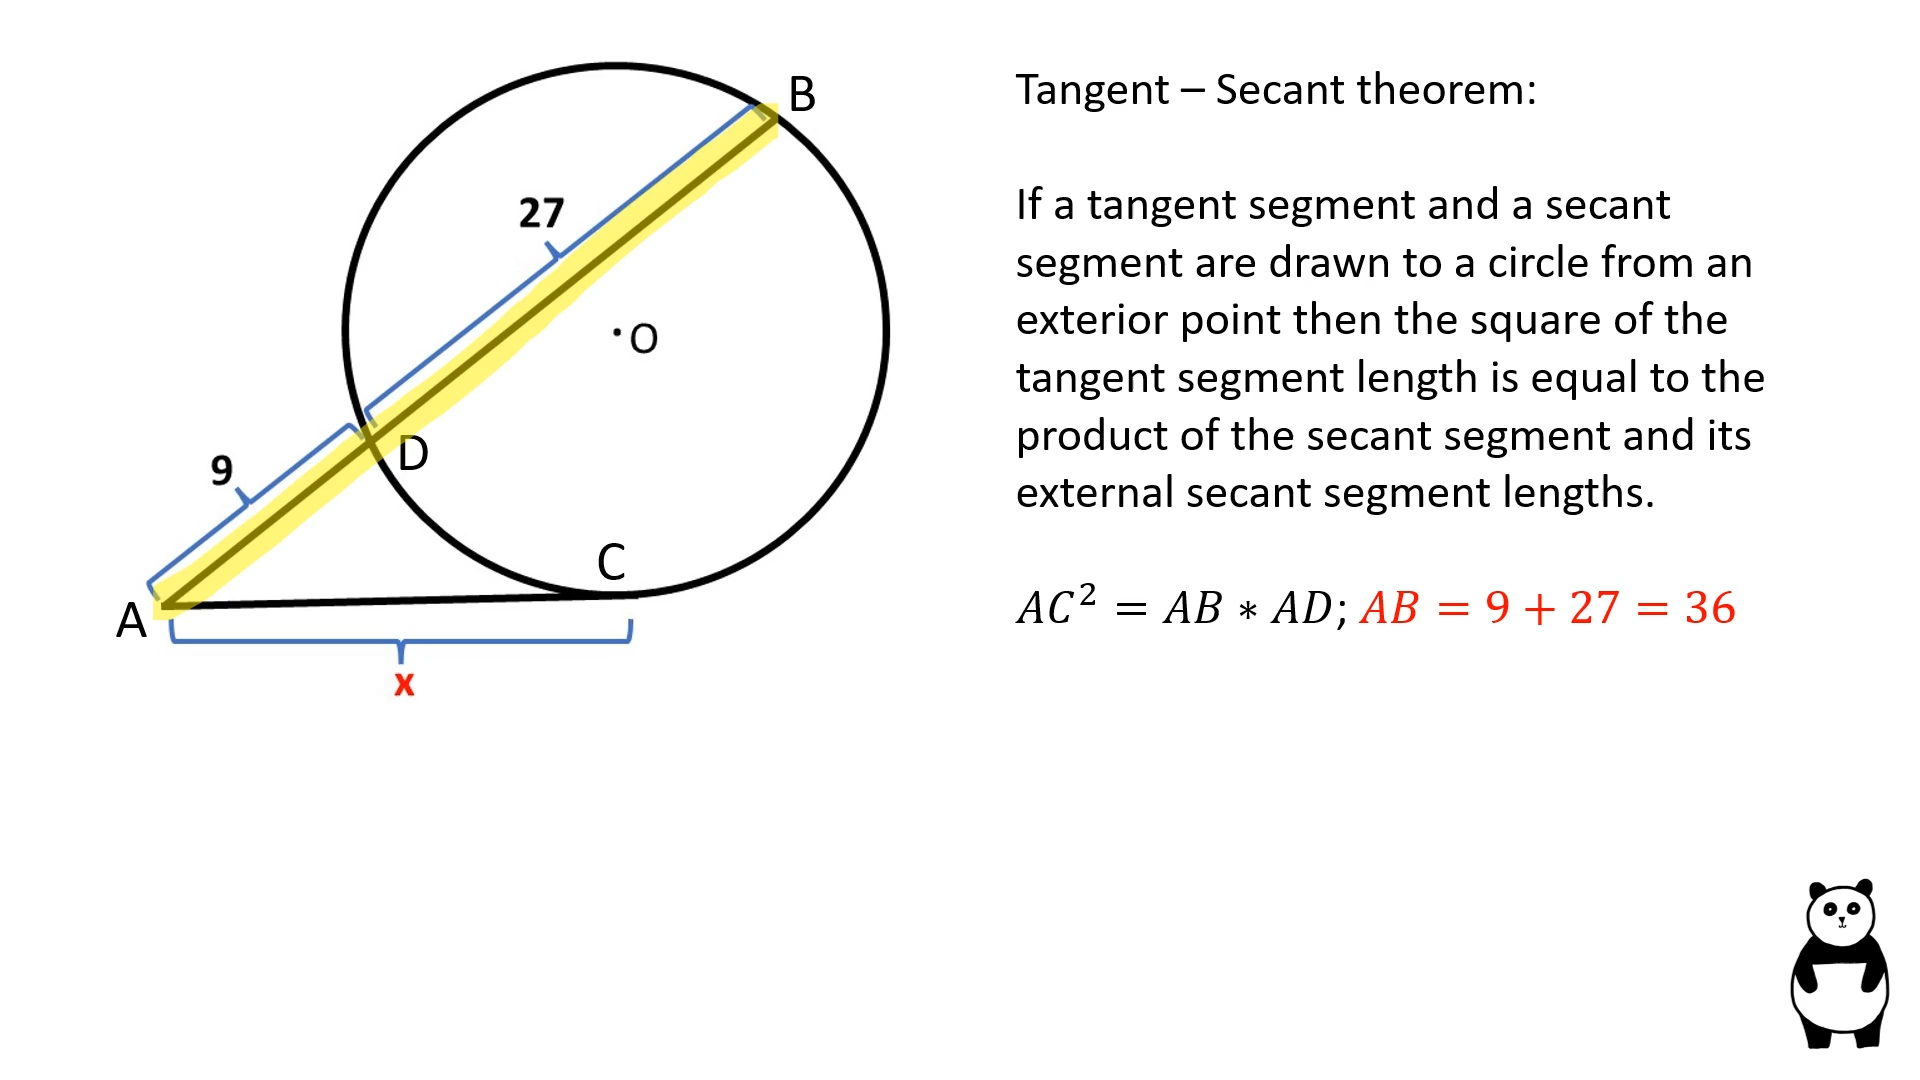 B
27
O
D
9
C
A
x
Tangent – Secant theorem:
If a tangent segment and a secant
segment are drawn to a circle from an
exterior point then the square of the
tangent segment length is equal to the
product of the secant segment and its
external secant segment lengths.
𝐴𝐶² = 𝐴𝐵 ∗ 𝐴𝐷; 𝐴𝐵 = 9 + 27 = 36